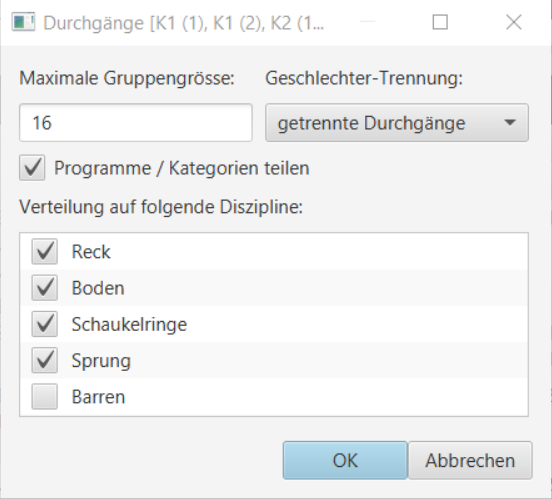 Durchgänge [K1 (1), K1 (2), K2 (1...
Maximale Gruppengrösse: Geschlechter-Trennung:
16 getrennte Durchgänge
Programme / Kategorien teilen
Verteilung auf folgende Diszipline:
Reck
Boden
Schaukelringe
Sprung
Barren
OK Abbrechen